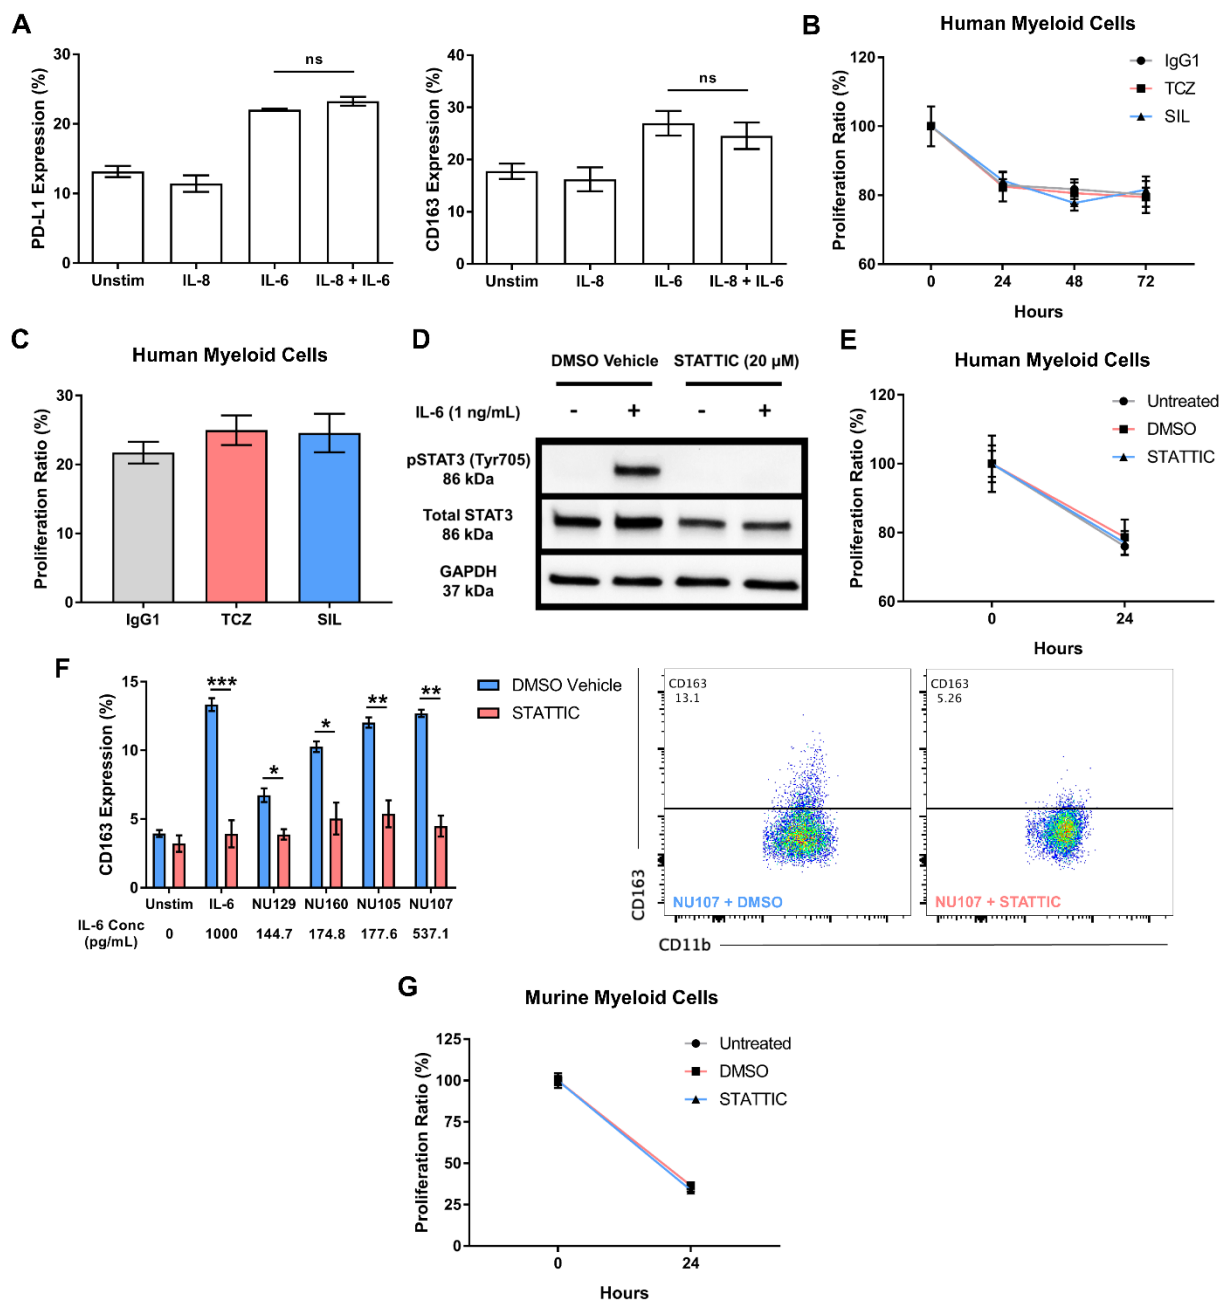 A
PD-L1 Expression (%)
30
20
10
0
ns
Unstim IL-8 IL-6 IL-8 + IL-6
CD163 Expression (%)
40
30
20
10
0
ns
Unstim IL-8 IL-6 IL-8 + IL-6
B
Human Myeloid Cells
IgG1
TCZ
SIL
Proliferation Ratio (%)
120
100
80
60
0 24 48 72
Hours
C
Human Myeloid Cells
Proliferation Ratio (%)
30
20
10
0
IgG1 TCZ SIL
D
DMSO Vehicle STATTIC (20 µM)
IL-6 (1 ng/mL) - + - +
pSTAT3 (Tyr705)
86 kDa
Total STAT3
86 kDa
GAPDH
37 kDa
E
Human Myeloid Cells
Untreated
DMSO
STATTIC
Proliferation Ratio (%)
120
100
80
60
0 24
Hours
F
CD163 Expression (%)
15
10
5
0
*** * * ** **
DMSO Vehicle
STATTIC
Unstim IL-6 NU129 NU160 NU105 NU107
IL-6 Conc
(pg/mL)
0 1000 144.7 174.8 177.6 537.1
CD163
13.1
NU107 + DMSO
CD163
5.26
NU107 + STATTIC
CD163
CD11b
G
Murine Myeloid Cells
Untreated
DMSO
STATTIC
Proliferation Ratio (%)
125
100
75
50
25
0
0 24
Hours